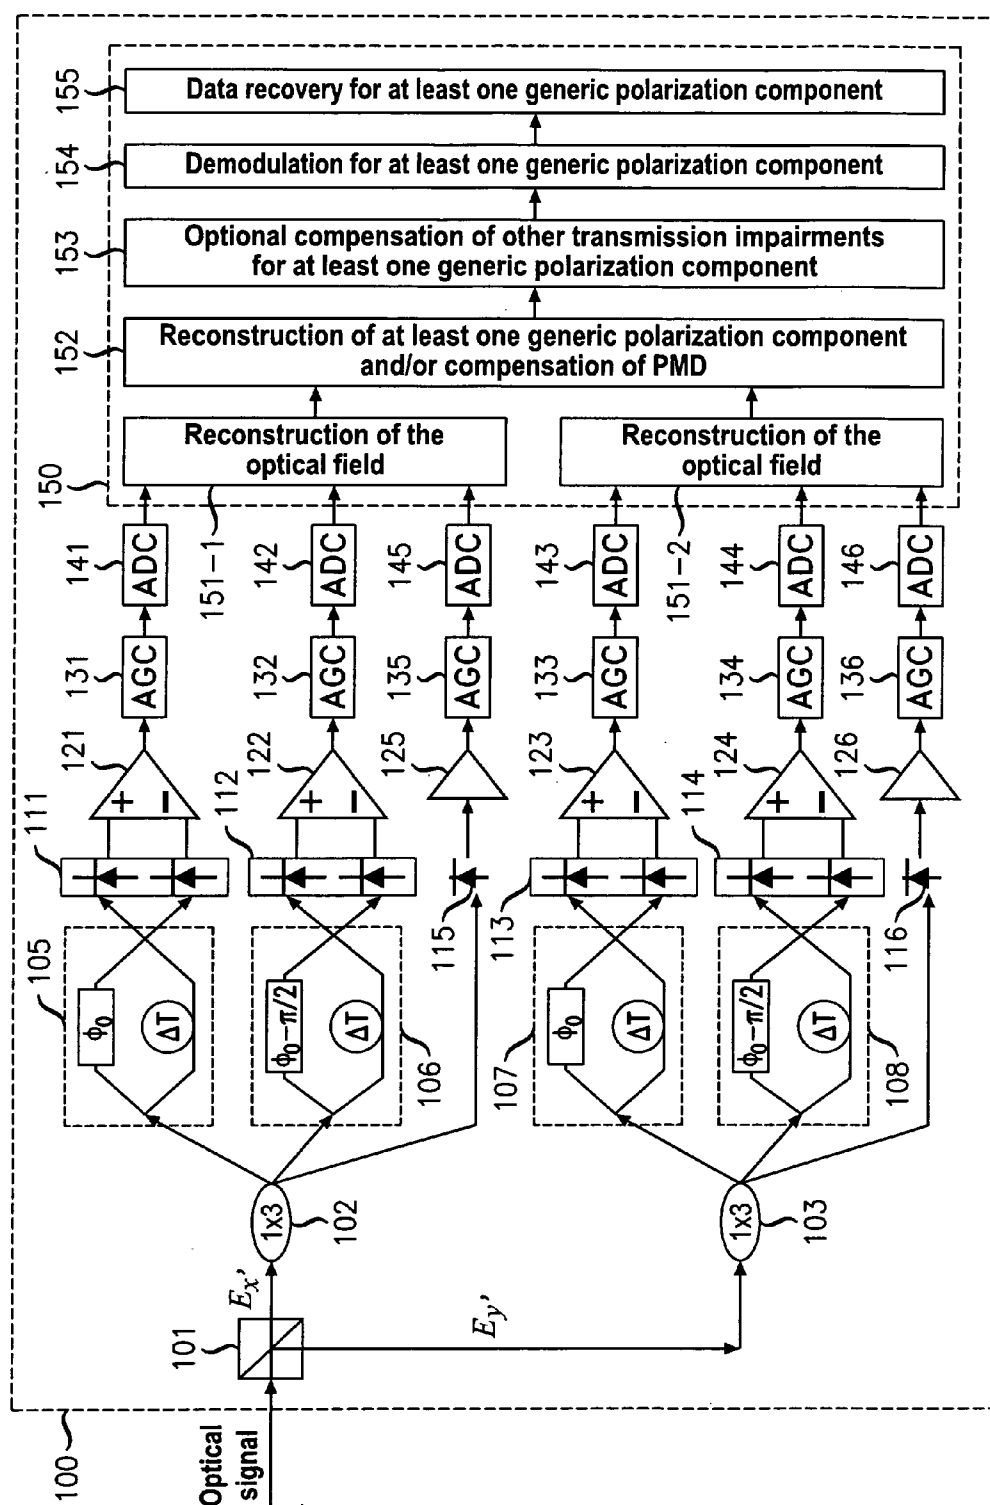 155
Data recovery for at least one generic polarization component
154
Demodulation for at least one generic polarization component
153
Optional compensation of other transmission impairments
for at least one generic polarization component
152
Reconstruction of at least one generic polarization component
and/or compensation of PMD
150
Reconstruction of the
optical field
151-1
Reconstruction of the
optical field
151-2
141
ADC
142
ADC
145
ADC
143
ADC
144
ADC
146
ADC
131
AGC
132
AGC
135
AGC
133
AGC
134
AGC
136
AGC
121
+ −
122
+ −
125
123
+ −
124
+ −
126
111
112
115
113
114
116
105
ϕ0
ΔT
106
ϕ0-π/2
ΔT
107
ϕ0
ΔT
108
ϕ0-π/2
ΔT
1x3
102
1x3
103
Ex'
Ey'
101
100
Optical
signal